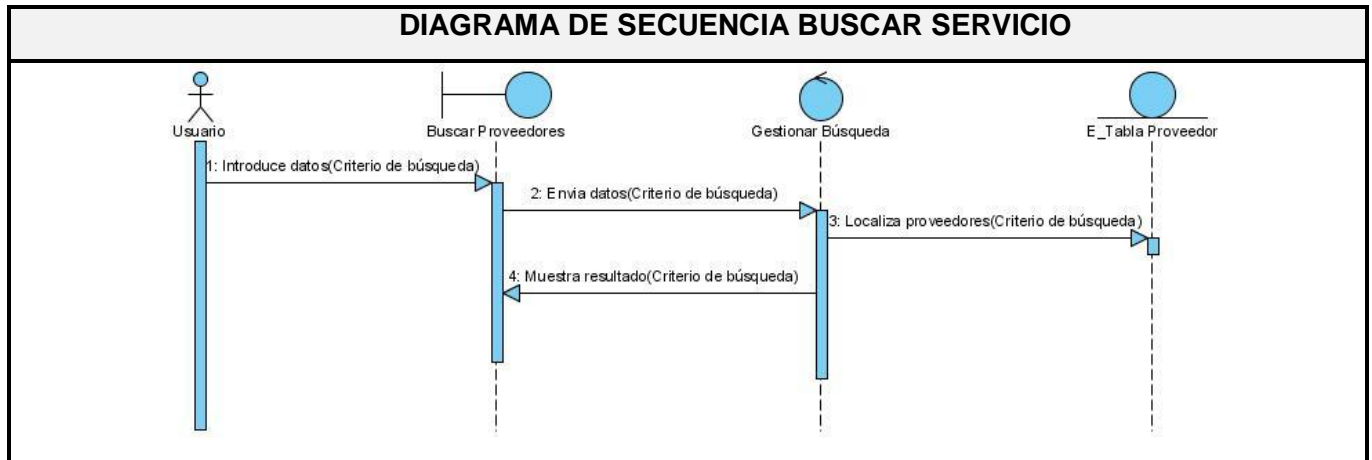 DIAGRAMA DE SECUENCIA BUSCAR SERVICIO
Usuario
Buscar Proveedores
Gestionar Búsqueda
E_Tabla Proveedor
1: Introduce datos(Criterio de búsqueda)
2: Envia datos(Criterio de búsqueda)
3: Localiza proveedores(Criterio de búsqueda)
4: Muestra resultado(Criterio de búsqueda)